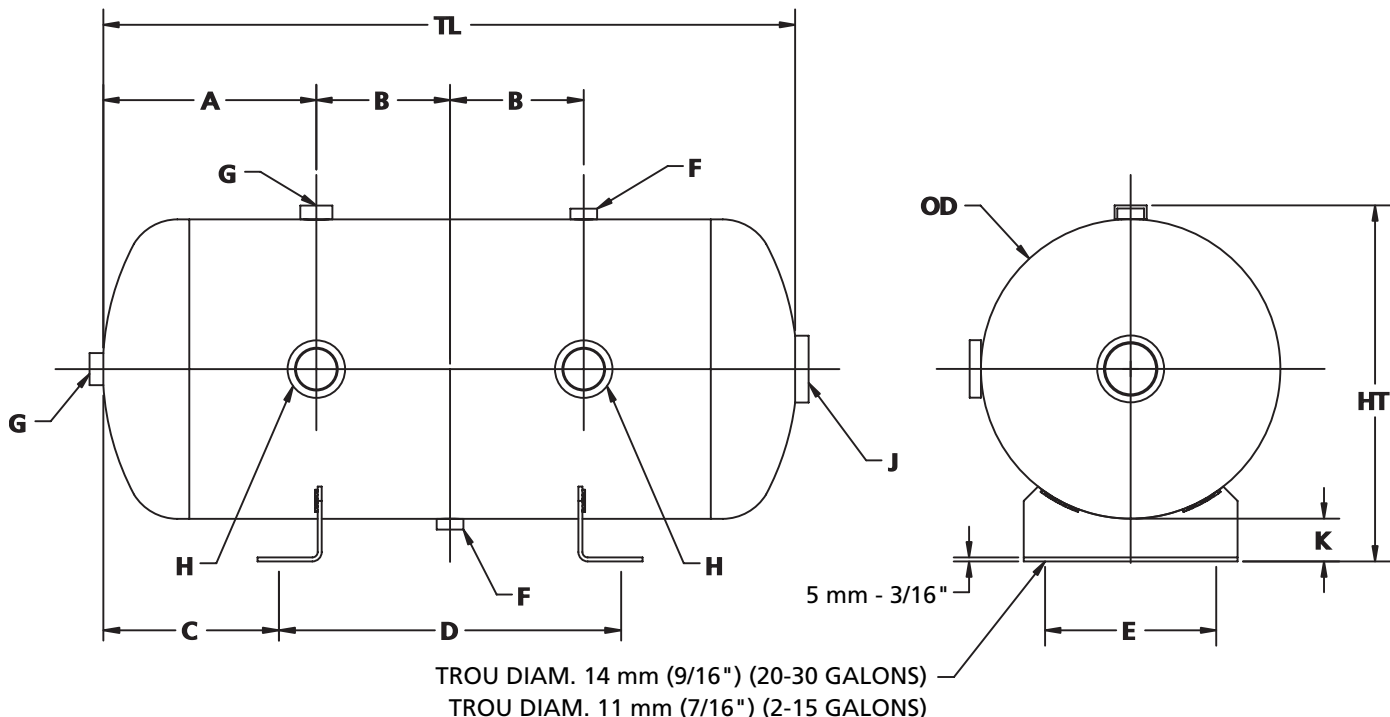 TL
A B B
G F
OD
HT
G J
H H
F
K
5 mm - 3/16"
C D E
TROU DIAM. 14 mm (9/16") (20-30 GALONS)
TROU DIAM. 11 mm (7/16") (2-15 GALONS)